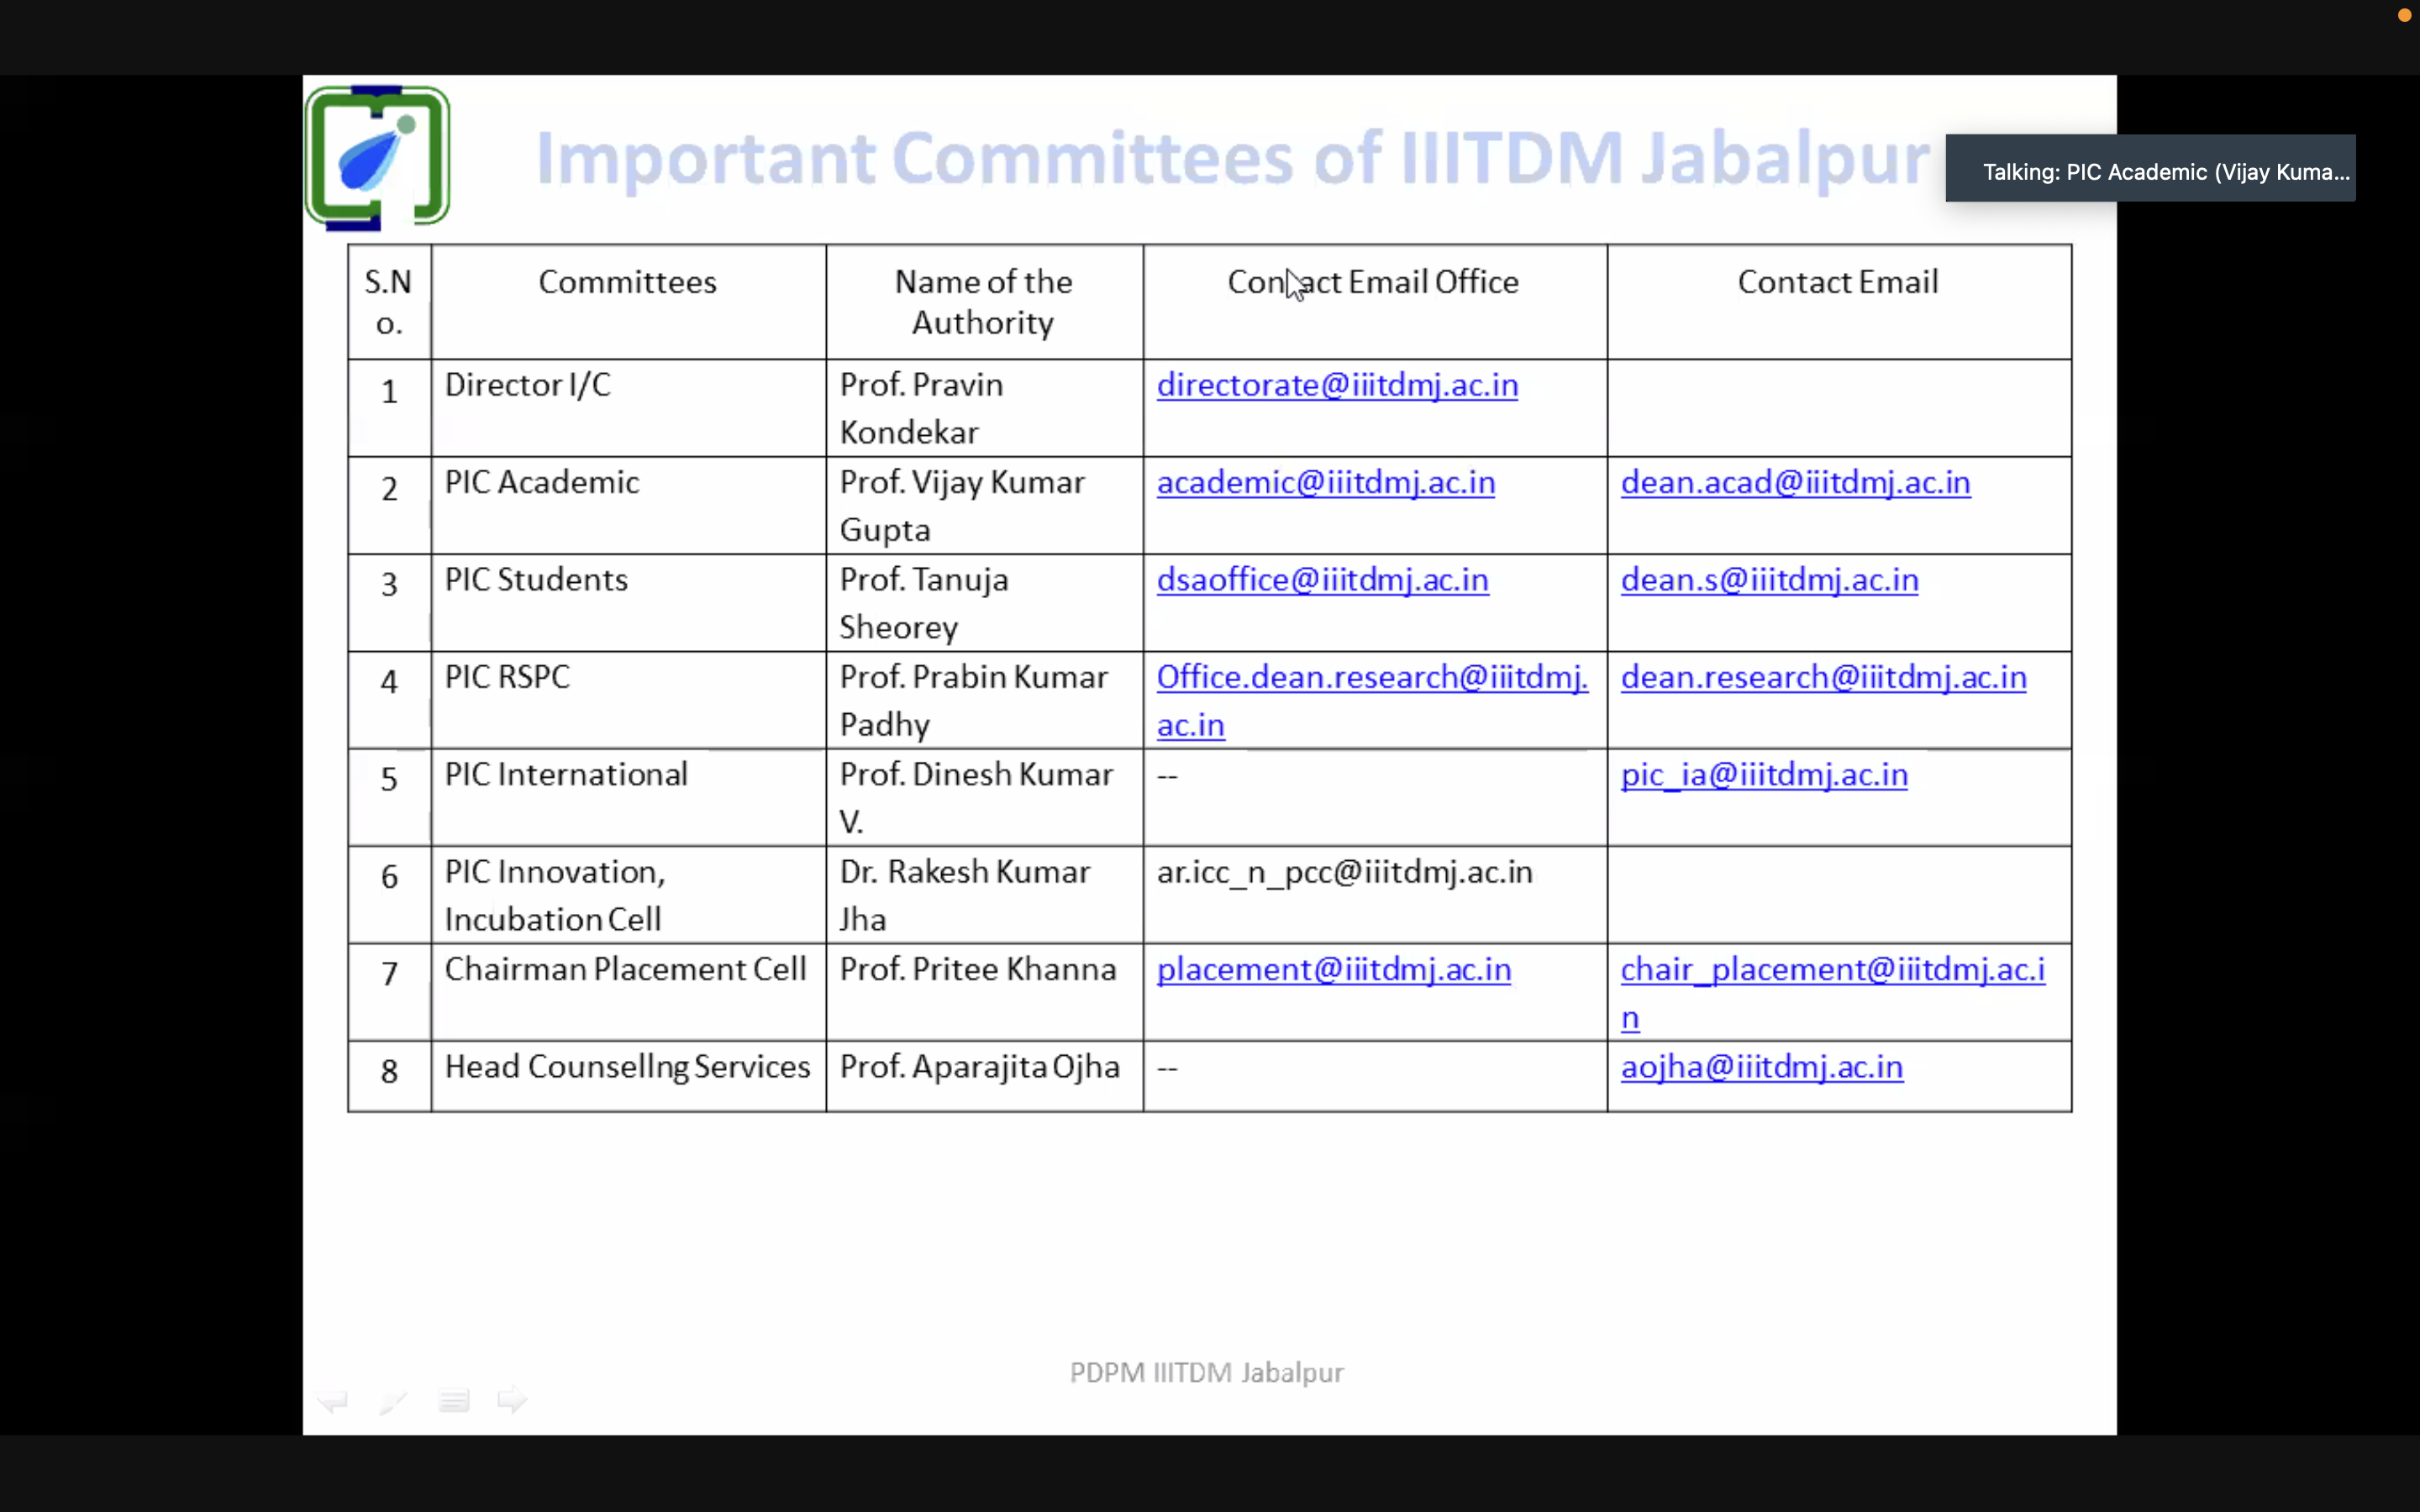 Important Committees of IIITDM Jabalpur
Talking: PIC Academic (Vijay Kuma...
S.N
o.
Committees
Name of the
Authority
Contact Email Office
Contact Email
1
Director I/C
Prof. Pravin
Kondekar
directorate@iiitdmj.ac.in
2
PIC Academic
Prof. Vijay Kumar
Gupta
academic@iiitdmj.ac.in
dean.acad@iiitdmj.ac.in
3
PIC Students
Prof. Tanuja
Sheorey
dsaoffice@iiitdmj.ac.in
dean.s@iiitdmj.ac.in
4
PIC RSPC
Prof. Prabin Kumar
Padhy
Office.dean.research@iiitdmj.
ac.in
dean.research@iiitdmj.ac.in
5
PIC International
Prof. Dinesh Kumar
V.
--
pic_ia@iiitdmj.ac.in
6
PIC Innovation,
Incubation Cell
Dr. Rakesh Kumar
Jha
ar.icc_n_pcc@iiitdmj.ac.in
7
Chairman Placement Cell
Prof. Pritee Khanna
placement@iiitdmj.ac.in
chair_placement@iiitdmj.ac.i
n
8
Head Counsellng Services
Prof. Aparajita Ojha
--
aojha@iiitdmj.ac.in
PDPM IIITDM Jabalpur